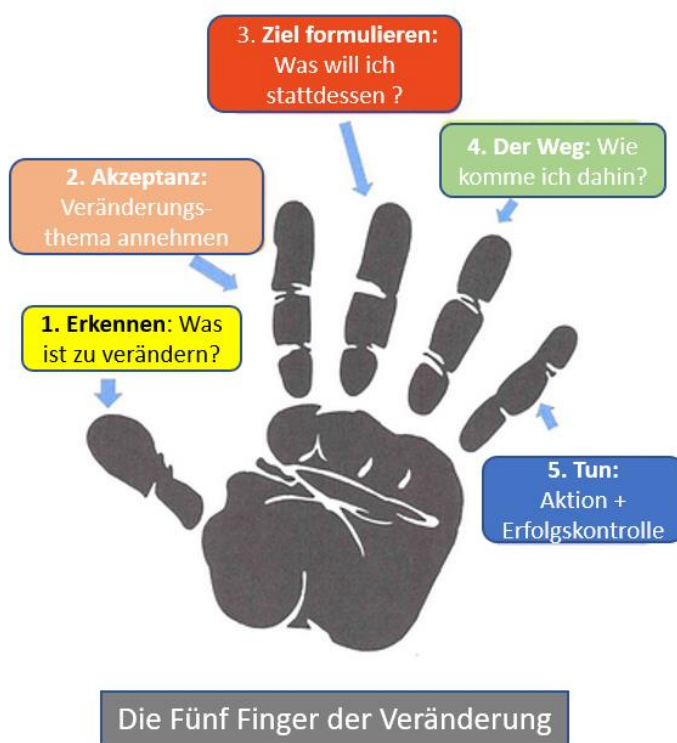 3. Ziel formulieren:
Was will ich
stattdessen ?
4. Der Weg: Wie
komme ich dahin?
2. Akzeptanz:
Veränderungs-
thema annehmen
1. Erkennen: Was
ist zu verändern?
5. Tun:
Aktion +
Erfolgskontrolle
Die Fünf Finger der Veränderung